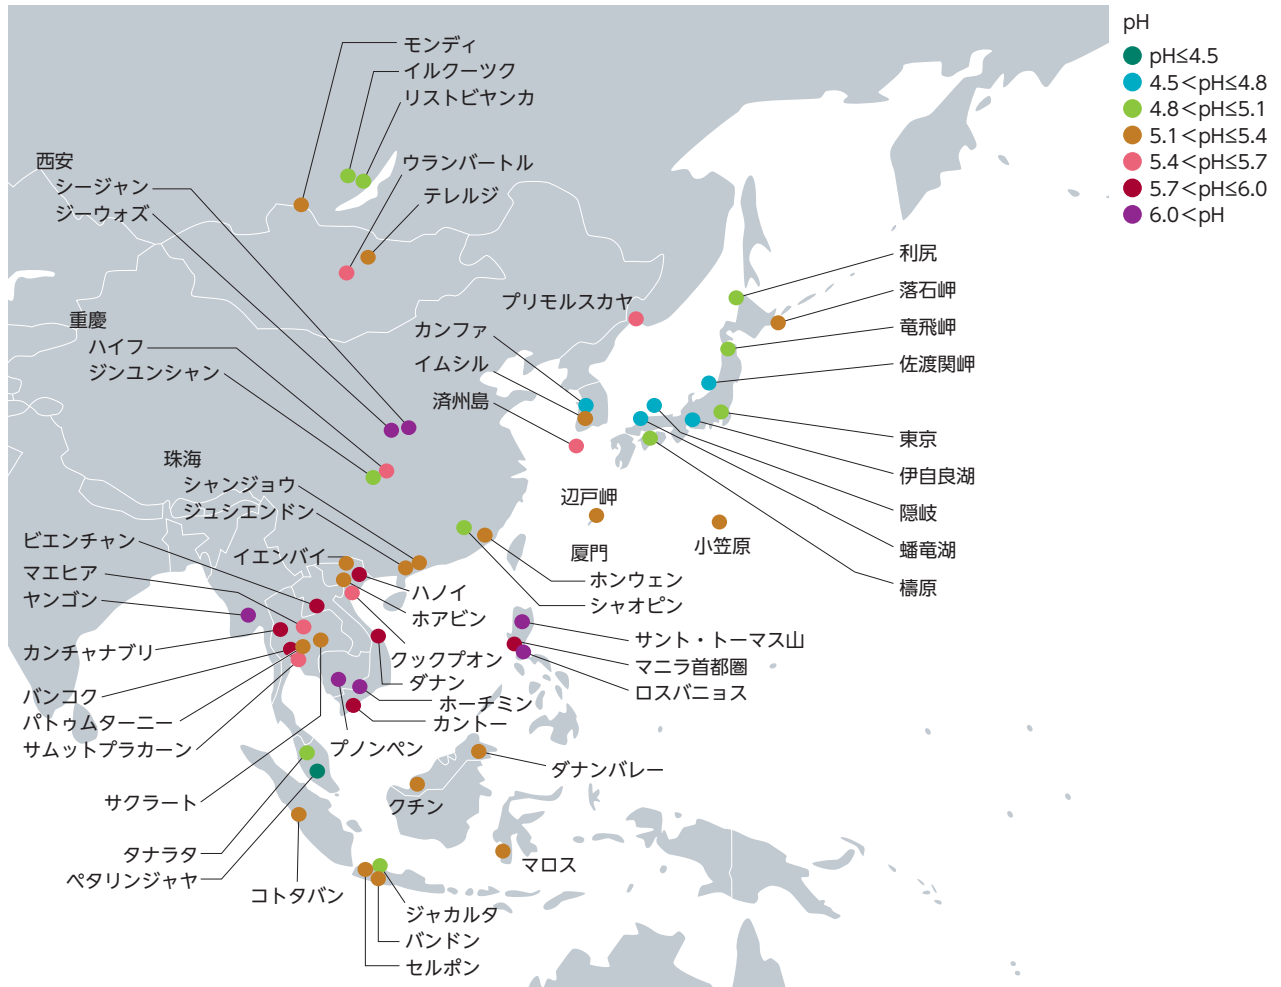 pH
pH≤4.5
4.5＜pH≤4.8
4.8＜pH≤5.1
5.1＜pH≤5.4
5.4＜pH≤5.7
5.7＜pH≤6.0
6.0＜pH
モンディ
イルクーツク
リストビヤンカ
ウランバートル
テレルジ
西安
シージャン
ジーウォズ
重慶
ハイフ
ジンユンシャン
プリモルスカヤ
カンファ
イムシル
済州島
利尻
落石岬
竜飛岬
佐渡関岬
東京
伊自良湖
隠岐
蟠竜湖
檮原
辺戸岬
小笠原
珠海
シャンジョウ
ジュシエンドン
厦門
ホンウェン
シャオピン
イエンバイ
ハノイ
ホアビン
クックプオン
ダナン
ホーチミン
カントー
プノンペン
ビエンチャン
マエヒア
ヤンゴン
カンチャナブリ
バンコク
パトゥムターニー
サムットプラカーン
サクラート
サント・トーマス山
マニラ首都圏
ロスバニョス
ダナンバレー
クチン
タナラタ
ペタリンジャヤ
コトタバン
マロス
ジャカルタ
バンドン
セルポン